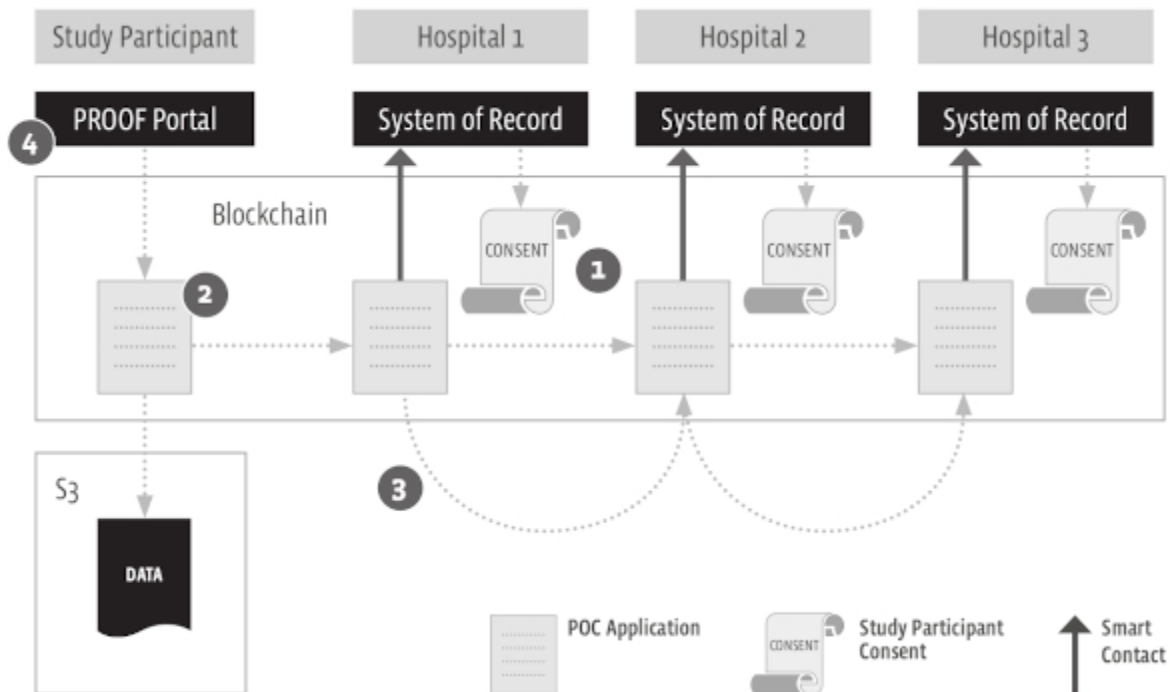 Study Participant
Hospital 1
Hospital 2
Hospital 3
PROOF Portal
System of Record
System of Record
System of Record
4
Blockchain
CONSENT
CONSENT
CONSENT
1
2
3
S3
DATA
POC Application
CONSENT
Study Participant
Consent
Smart
Contact